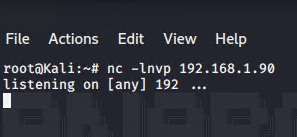 File Actions Edit View Help
root@Kali:~# nc -lnvp 192.168.1.90
listening on [any] 192 ...